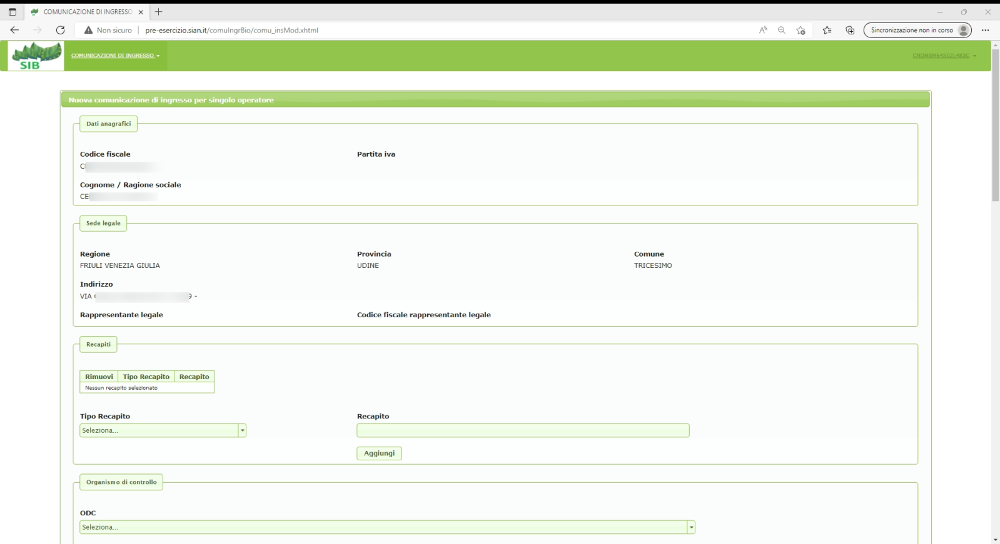 COMUNICAZIONE DI INGRESSO
Non sicuro | pre-esercizio.sian.it/comuIngrBio/comu_insMod.xhtml
Sincronizzazione non in corso
SIB
COMUNICAZIONI DI INGRESSO
Nuova comunicazione di ingresso per singolo operatore
Dati anagrafici
Codice fiscale
Partita iva
C
Cognome / Ragione sociale
CE
Sede legale
Regione
Provincia
Comune
FRIULI VENEZIA GIULIA
UDINE
TRICESIMO
Indirizzo
VIA
9 -
Rappresentante legale
Codice fiscale rappresentante legale
Recapiti
Rimuovi Tipo Recapito Recapito
Nessun recapito selezionato
Tipo Recapito
Recapito
Seleziona...
Aggiungi
Organismo di controllo
ODC
Seleziona...